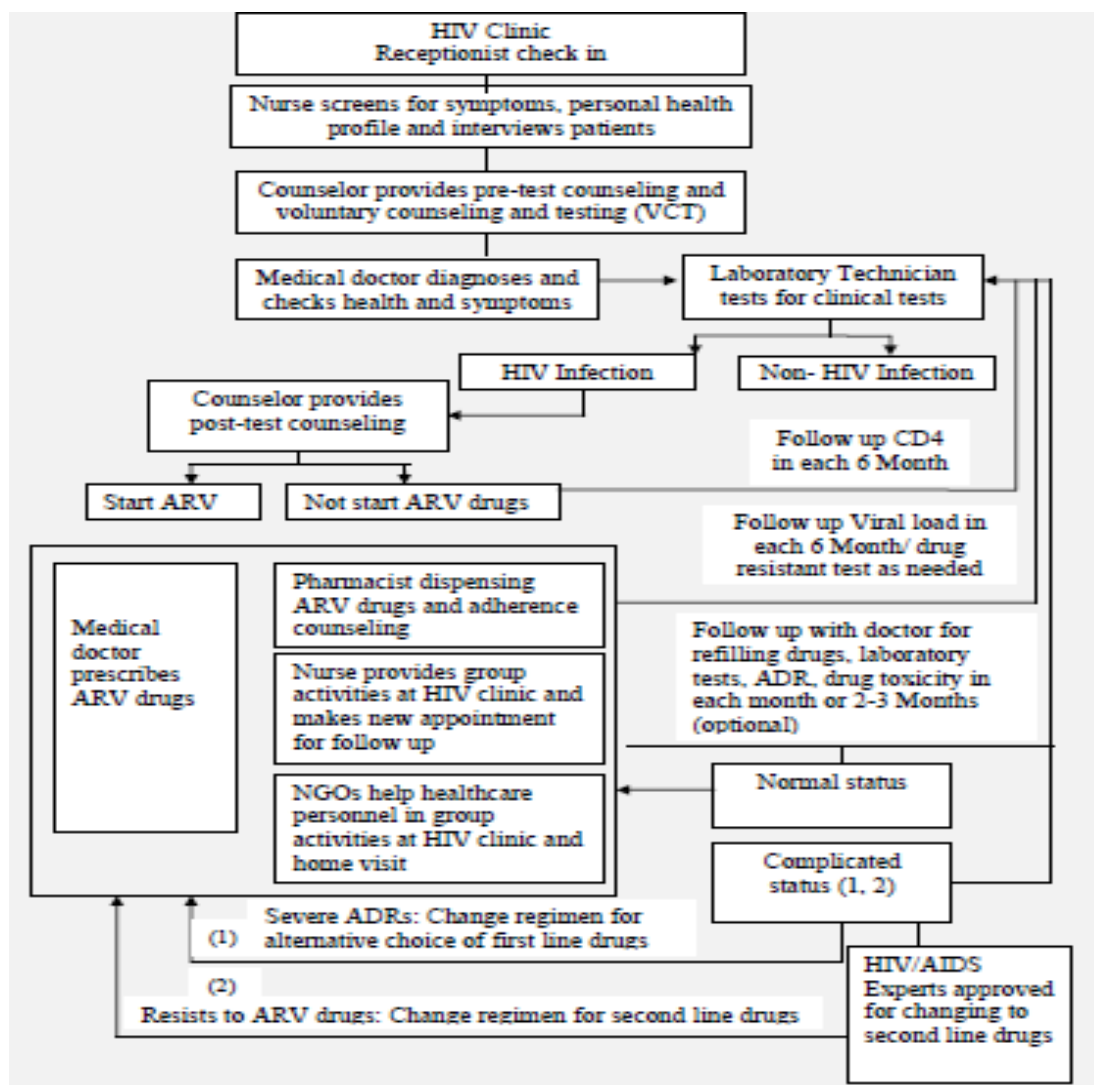 HIV Clinic
Receptionist check in
Nurse screens for symptoms, personal health
profile and interviews patients
Counselor provides pre-test counseling and
voluntary counseling and testing (VCT)
Medical doctor diagnoses and
checks health and symptoms
Laboratory Technician
tests for clinical tests
HIV Infection
Non- HIV Infection
Counselor provides
post-test counseling
Follow up CD4
in each 6 Month
Start ARV
Not start ARV drugs
Follow up Viral load in
each 6 Month/ drug
resistant test as needed
Medical
doctor
prescribes
ARV drugs
Pharmacist dispensing
ARV drugs and adherence
counseling
Nurse provides group
activities at HIV clinic and
makes new appointment
for follow up
NGOs help healthcare
personnel in group
activities at HIV clinic and
home visit
Follow up with doctor for
refilling drugs, laboratory
tests, ADR, drug toxicity in
each month or 2-3 Months
(optional)
Normal status
Complicated
status (1, 2)
(1)
Severe ADRs: Change regimen for
alternative choice of first line drugs
(2)
Resists to ARV drugs: Change regimen for second line drugs
HIV/AIDS
Experts approved
for changing to
second line drugs